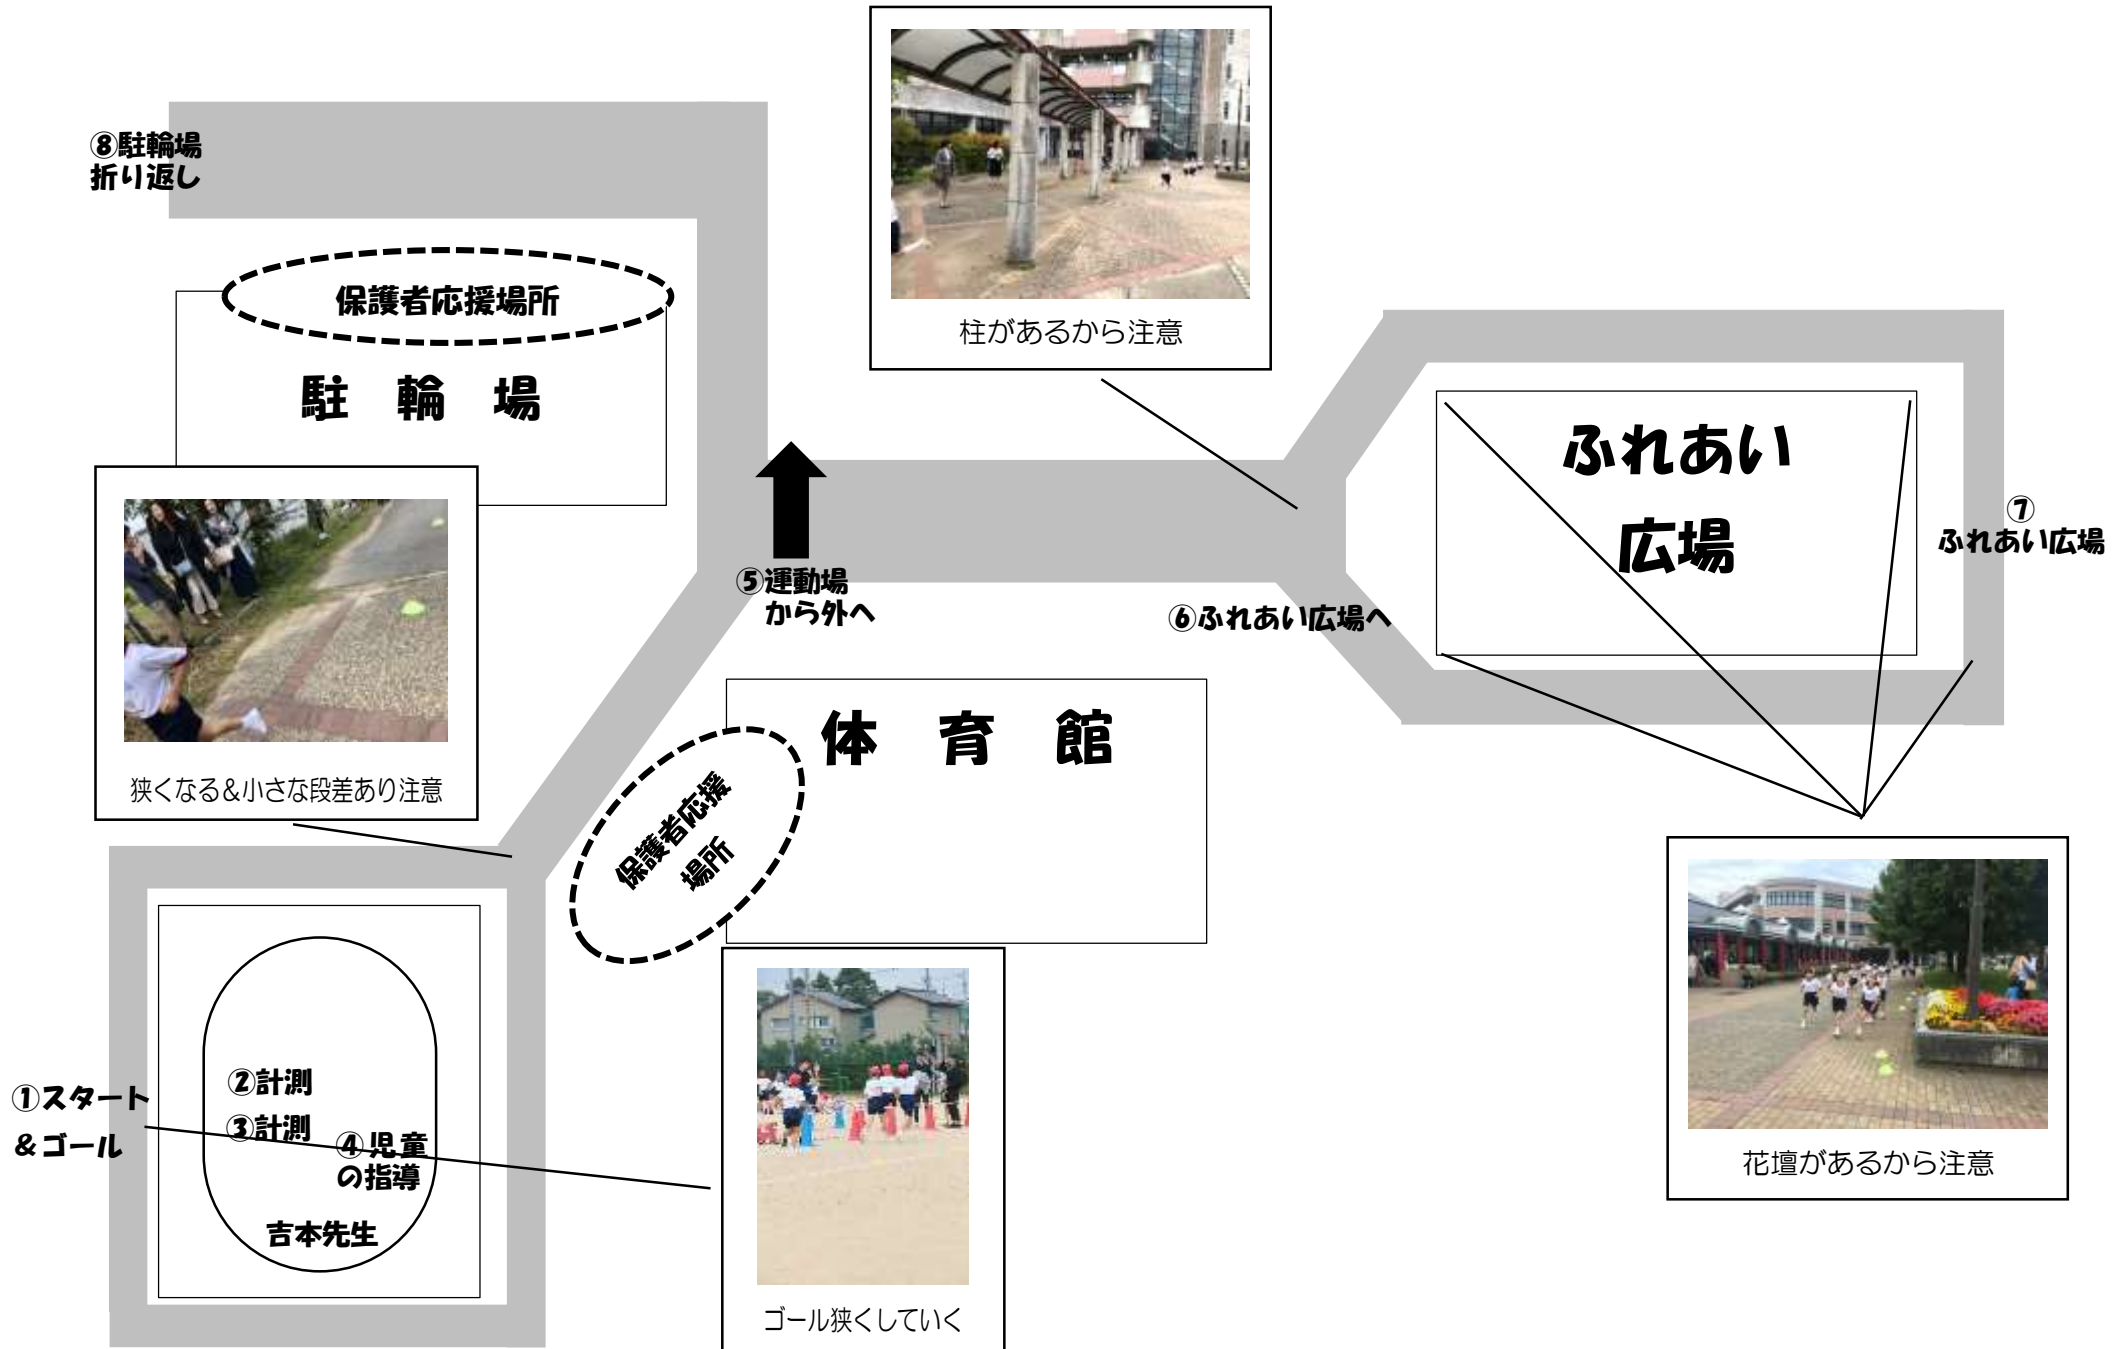 ⑧駐輪場
折り返し
保護者応援場所
駐 輪 場
柱があるから注意
ふれあい
広場
⑦
ふれあい広場
⑤運動場
から外へ
⑥ふれあい広場へ
狭くなる＆小さな段差あり注意
体 育 館
保護者応援
場所
①スタート
＆ゴール
②計測
③計測
④児童
の指導
吉本先生
ゴール狭くしていく
花壇があるから注意